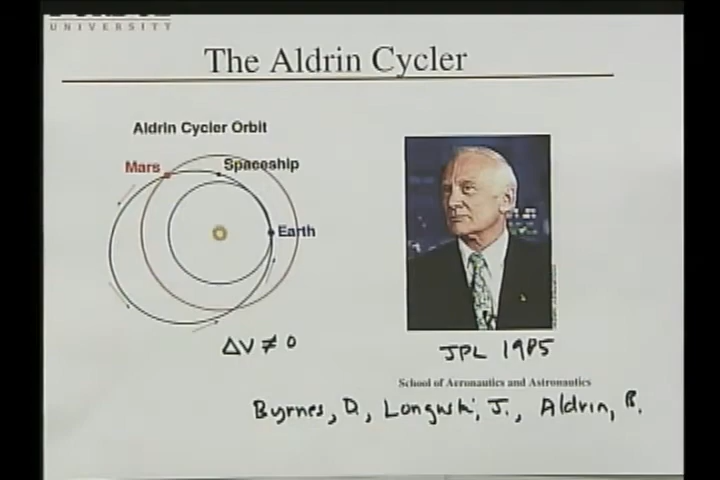 UNIVERSITY
The Aldrin Cycler
Aldrin Cycler Orbit
Mars
Spaceship
Earth
ΔV ≠ 0
JPL 1985
School of Aeronautics and Astronautics
Byrnes, D., Longuski, J., Aldrin, B.